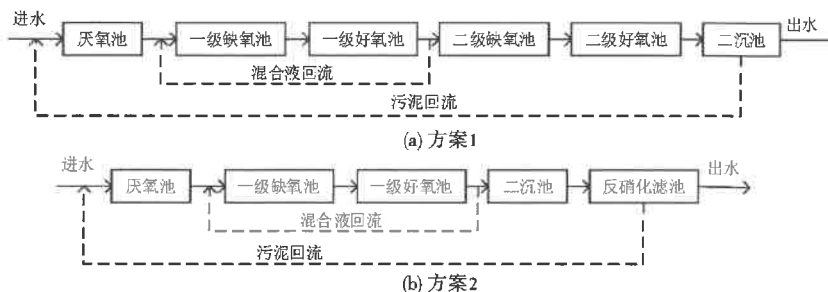 进水
厌氧池
一级缺氧池
一级好氧池
二级缺氧池
二级好氧池
二沉池
出水
混合液回流
污泥回流
(a) 方案1
进水
厌氧池
一级缺氧池
一级好氧池
二沉池
反硝化滤池
出水
混合液回流
污泥回流
(b) 方案2